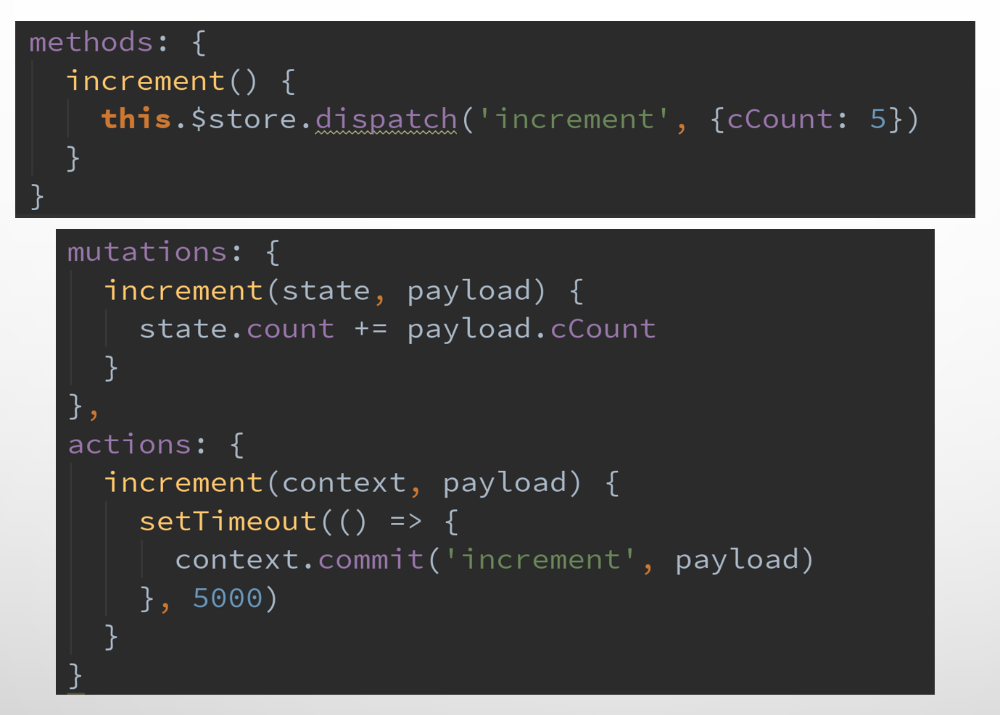 methods: {
  increment() {
    this.$store.dispatch('increment', {cCount: 5})
  }
}
mutations: {
  increment(state, payload) {
    state.count += payload.cCount
  }
},
actions: {
  increment(context, payload) {
    setTimeout(() => {
      context.commit('increment', payload)
    }, 5000)
  }
}